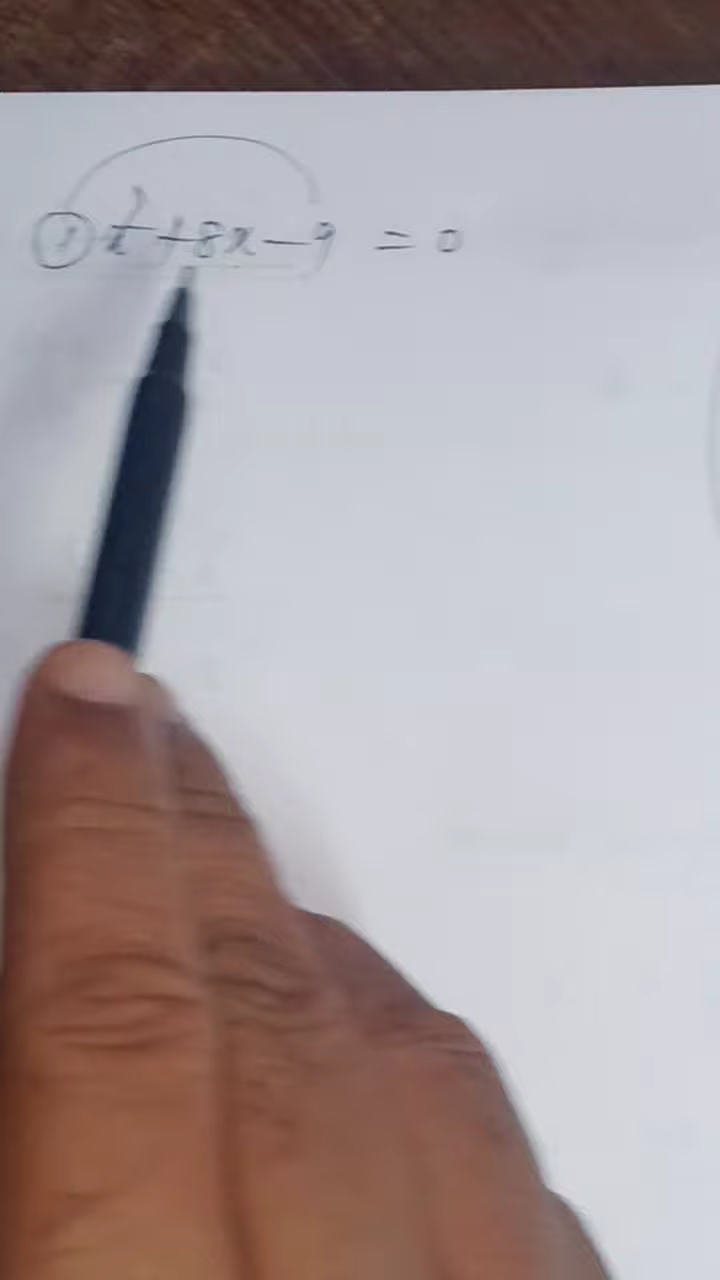 1 x² + 8x - 9 = 0